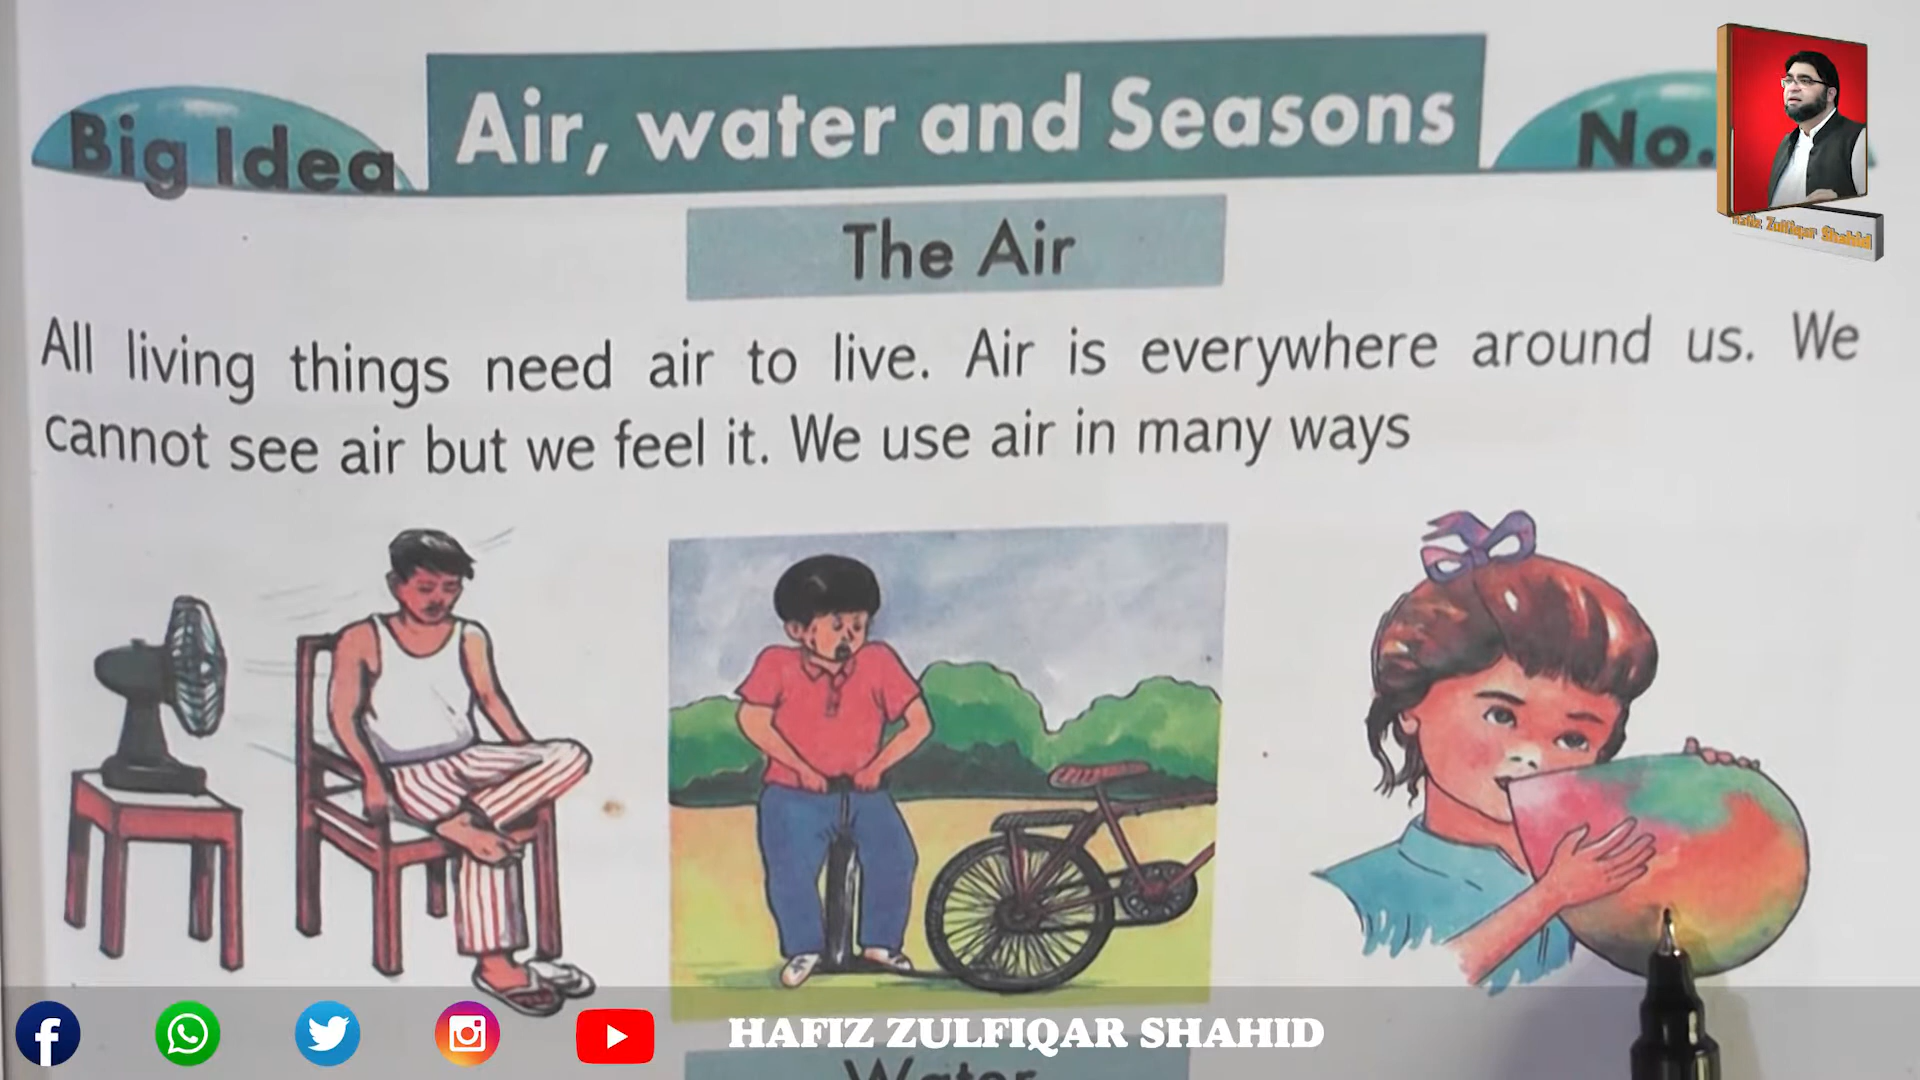 Big Idea
Air, water and Seasons
No.
Hafiz Zulfiqar Shahid
The Air
All living things need air to live. Air is everywhere around us. We
cannot see air but we feel it. We use air in many ways
HAFIZ ZULFIQAR SHAHID
Water